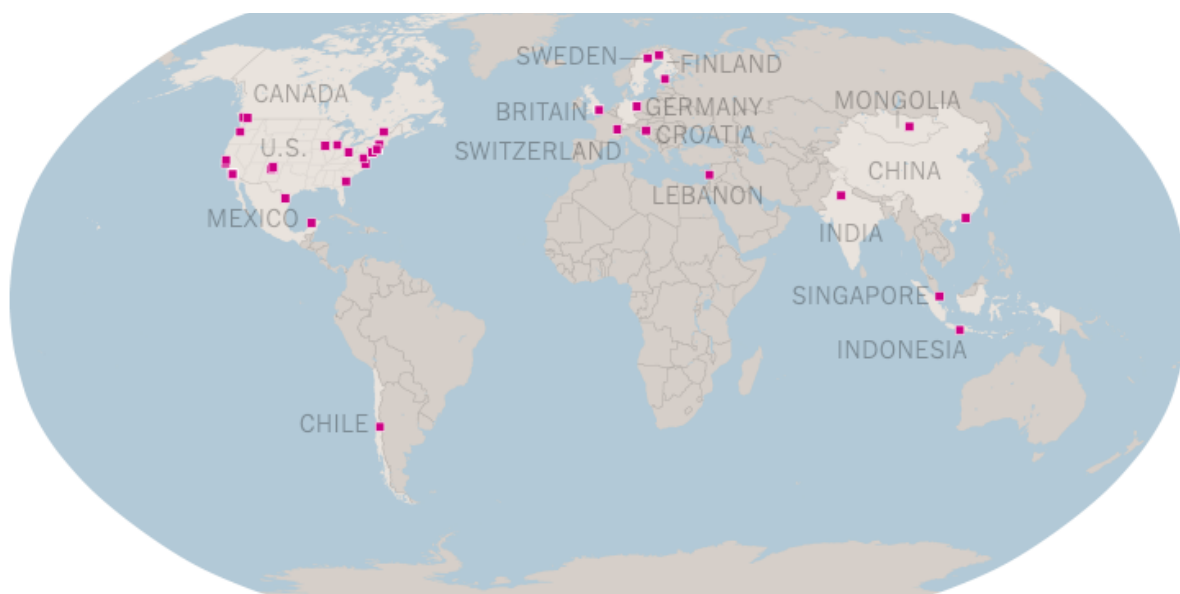 SWEDEN
FINLAND
CANADA
MONGOLIA
BRITAIN
GERMANY
CROATIA
U.S.
SWITZERLAND
CHINA
LEBANON
MEXICO
INDIA
SINGAPORE
INDONESIA
CHILE